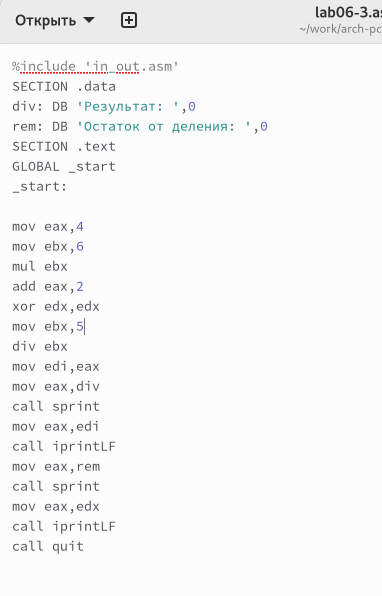 Открыть
lab06-3.as
~/work/arch-pc
%include 'in_out.asm'
SECTION .data
div: DB 'Результат: ',0
rem: DB 'Остаток от деления: ',0
SECTION .text
GLOBAL _start
_start:
mov eax,4
mov ebx,6
mul ebx
add eax,2
xor edx,edx
mov ebx,5
div ebx
mov edi,eax
mov eax,div
call sprint
mov eax,edi
call iprintLF
mov eax,rem
call sprint
mov eax,edx
call iprintLF
call quit